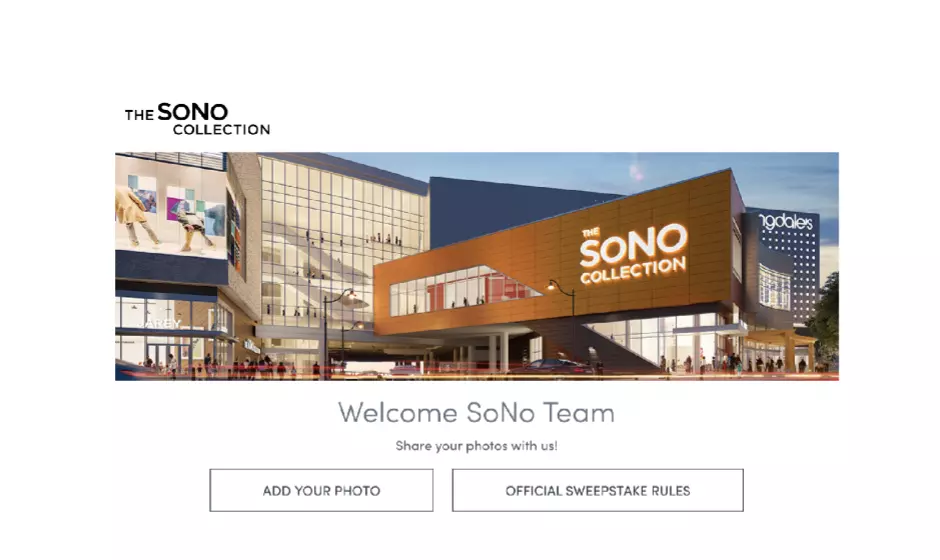 THE SONO
COLLECTION
THE
SoNO
COLLECTION
ngdale's
Welcome SoNo Team
Share your photos with us!
ADD YOUR PHOTO
OFFICIAL SWEEPSTAKE RULES